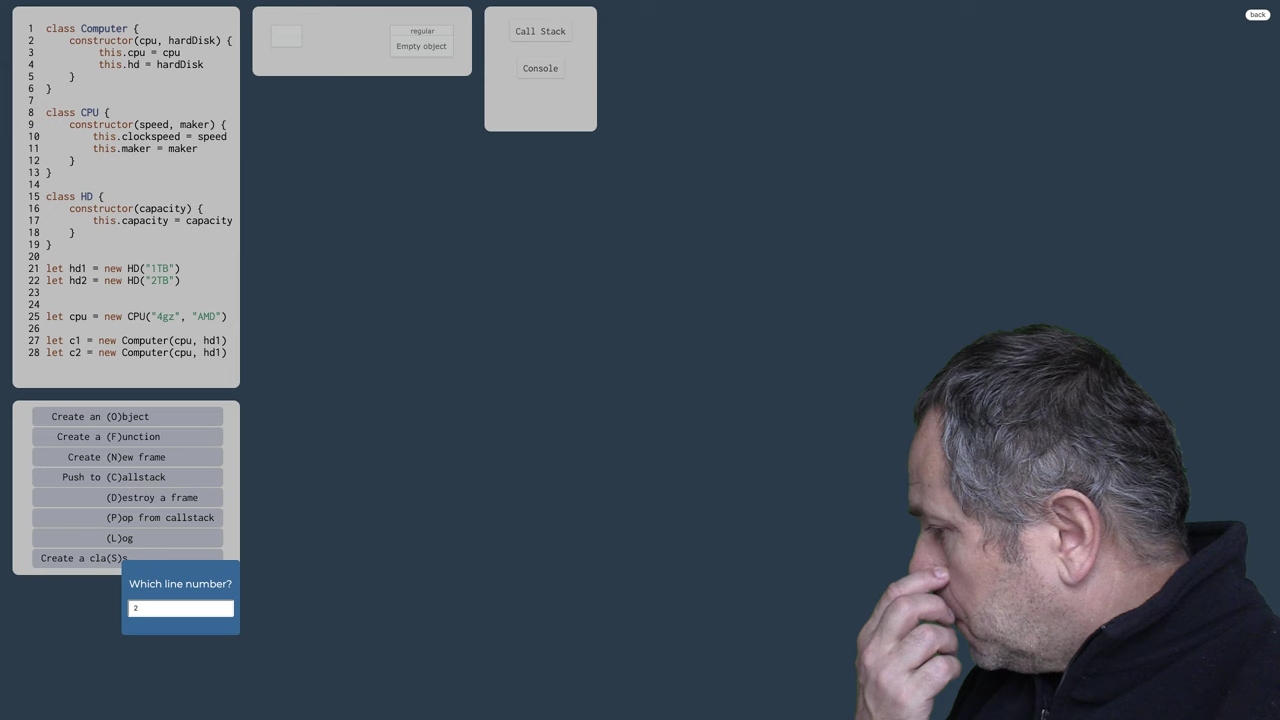 back
1 class Computer {
2 constructor(cpu, hardDisk) {
3 this.cpu = cpu
4 this.hd = hardDisk
5 }
6 }
7
8 class CPU {
9 constructor(speed, maker) {
10 this.clockspeed = speed
11 this.maker = maker
12 }
13 }
14
15 class HD {
16 constructor(capacity) {
17 this.capacity = capacity
18 }
19 }
20
21 let hd1 = new HD("1TB")
22 let hd2 = new HD("2TB")
23
24
25 let cpu = new CPU("4gz", "AMD")
26
27 let c1 = new Computer(cpu, hd1)
28 let c2 = new Computer(cpu, hd1)
regular
Empty object
Call Stack
Console
Create an (O)bject
Create a (F)unction
Create (N)ew frame
Push to (C)allstack
(D)estroy a frame
(P)op from callstack
(L)og
Create a cla(S)s
Which line number?
2